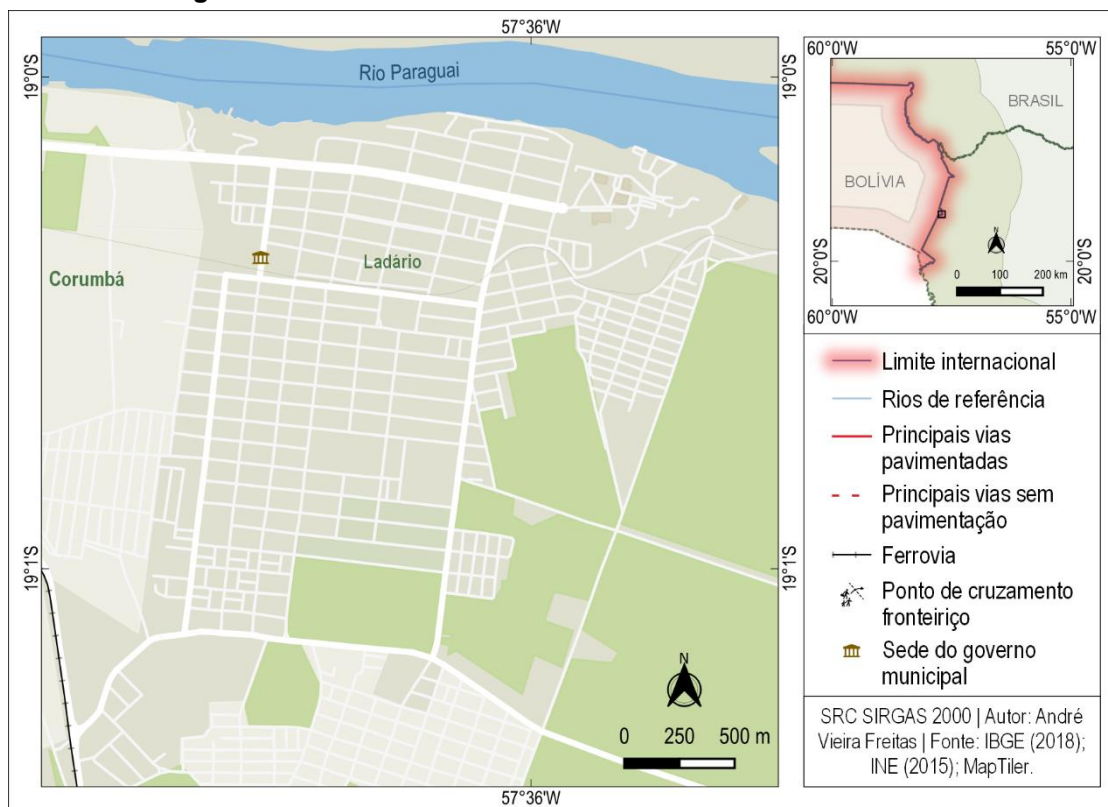 57°36'W
19°0'S
19°0'S
Rio Paraguai
Ladário
Corumbá
19°1'S
19°1'S
N
0 250 500 m
57°36'W
60°0'W 55°0'W
BRASIL
BOLÍVIA
N
20°0'S
20°0'S
0 100 200 km
60°0'W 55°0'W
Limite internacional
Rios de referência
Principais vias
pavimentadas
Principais vias sem
pavimentação
Ferrovia
Ponto de cruzamento
fronteiriço
Sede do governo
municipal
SRC SIRGAS 2000 | Autor: André
Vieira Freitas | Fonte: IBGE (2018);
INE (2015); MapTiler.